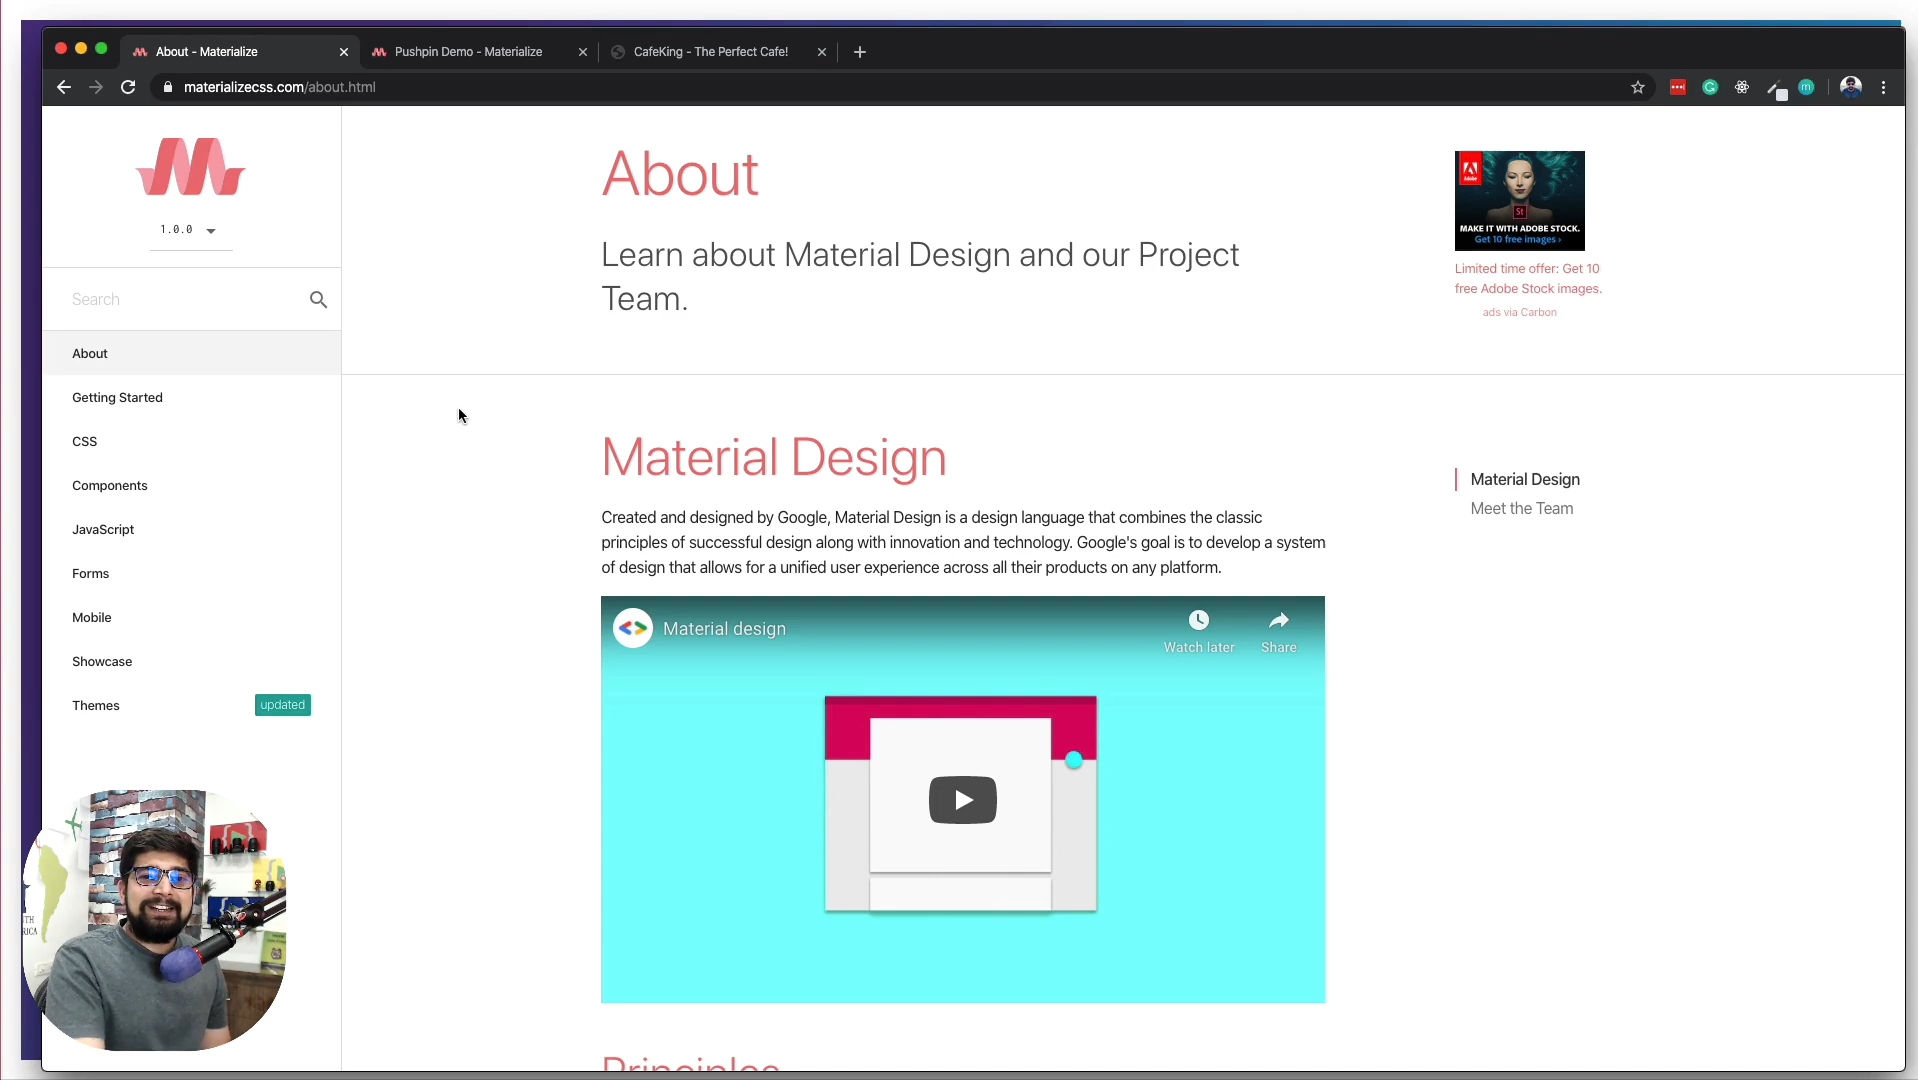 About - Materialize
Pushpin Demo - Materialize
CafeKing - The Perfect Cafe!
materializecss.com/about.html
1.0.0
Search
About
Getting Started
CSS
Components
JavaScript
Forms
Mobile
Showcase
Themes
updated
About
Learn about Material Design and our Project
Team.
Adobe
St
MAKE IT WITH ADOBE STOCK.
Get 10 free images ›
Limited time offer: Get 10
free Adobe Stock images.
ads via Carbon
Material Design
Created and designed by Google, Material Design is a design language that combines the classic
principles of successful design along with innovation and technology. Google's goal is to develop a system
of design that allows for a unified user experience across all their products on any platform.
Material design
Watch later
Share
Material Design
Meet the Team
Principles